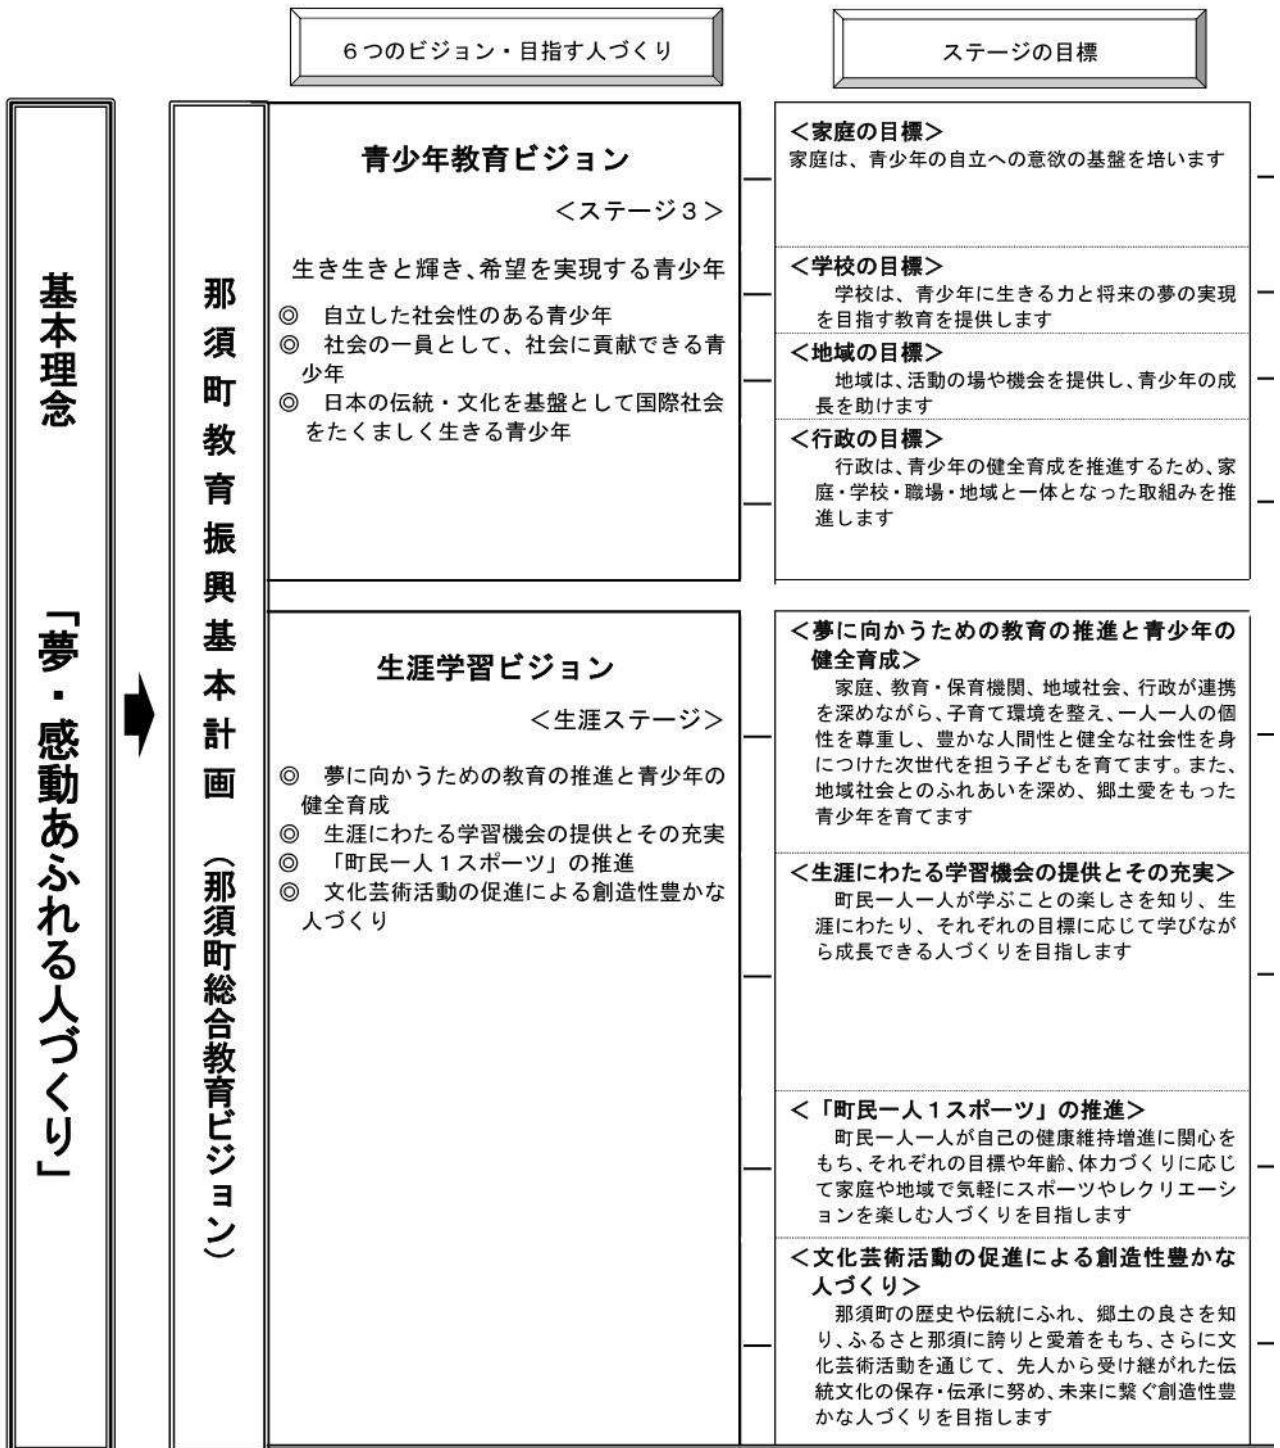 ６つのビジョン・目指す人づくり
ステージの目標
基本理念　「夢・感動あふれる人づくり」
那須町教育振興基本計画（那須町総合教育ビジョン）
青少年教育ビジョン
＜ステージ３＞
生き生きと輝き、希望を実現する青少年
◎　自立した社会性のある青少年
◎　社会の一員として、社会に貢献できる青
少年
◎　日本の伝統・文化を基盤として国際社会
をたくましく生きる青少年
＜家庭の目標＞
家庭は、青少年の自立への意欲の基盤を培います
＜学校の目標＞
学校は、青少年に生きる力と将来の夢の実現
を目指す教育を提供します
＜地域の目標＞
地域は、活動の場や機会を提供し、青少年の成
長を助けます
＜行政の目標＞
行政は、青少年の健全育成を推進するため、家
庭・学校・職場・地域と一体となった取組みを推
進します
生涯学習ビジョン
＜生涯ステージ＞
◎　夢に向かうための教育の推進と青少年の
健全育成
◎　生涯にわたる学習機会の提供とその充実
◎　「町民一人１スポーツ」の推進
◎　文化芸術活動の促進による創造性豊かな
人づくり
＜夢に向かうための教育の推進と青少年の
健全育成＞
家庭、教育・保育機関、地域社会、行政が連携
を深めながら、子育て環境を整え、一人一人の個
性を尊重し、豊かな人間性と健全な社会性を身
につけた次世代を担う子どもを育てます。また、
地域社会とのふれあいを深め、郷土愛をもった
青少年を育てます
＜生涯にわたる学習機会の提供とその充実＞
町民一人一人が学ぶことの楽しさを知り、生
涯にわたり、それぞれの目標に応じて学びなが
ら成長できる人づくりを目指します
＜「町民一人１スポーツ」の推進＞
町民一人一人が自己の健康維持増進に関心を
もち、それぞれの目標や年齢、体力づくりに応じ
て家庭や地域で気軽にスポーツやレクリエーシ
ョンを楽しむ人づくりを目指します
＜文化芸術活動の促進による創造性豊かな
人づくり＞
那須町の歴史や伝統にふれ、郷土の良さを知
り、ふるさと那須に誇りと愛着をもち、さらに文
化芸術活動を通じて、先人から受け継がれた伝
統文化の保存・伝承に努め、未来に繋ぐ創造性豊
かな人づくりを目指します